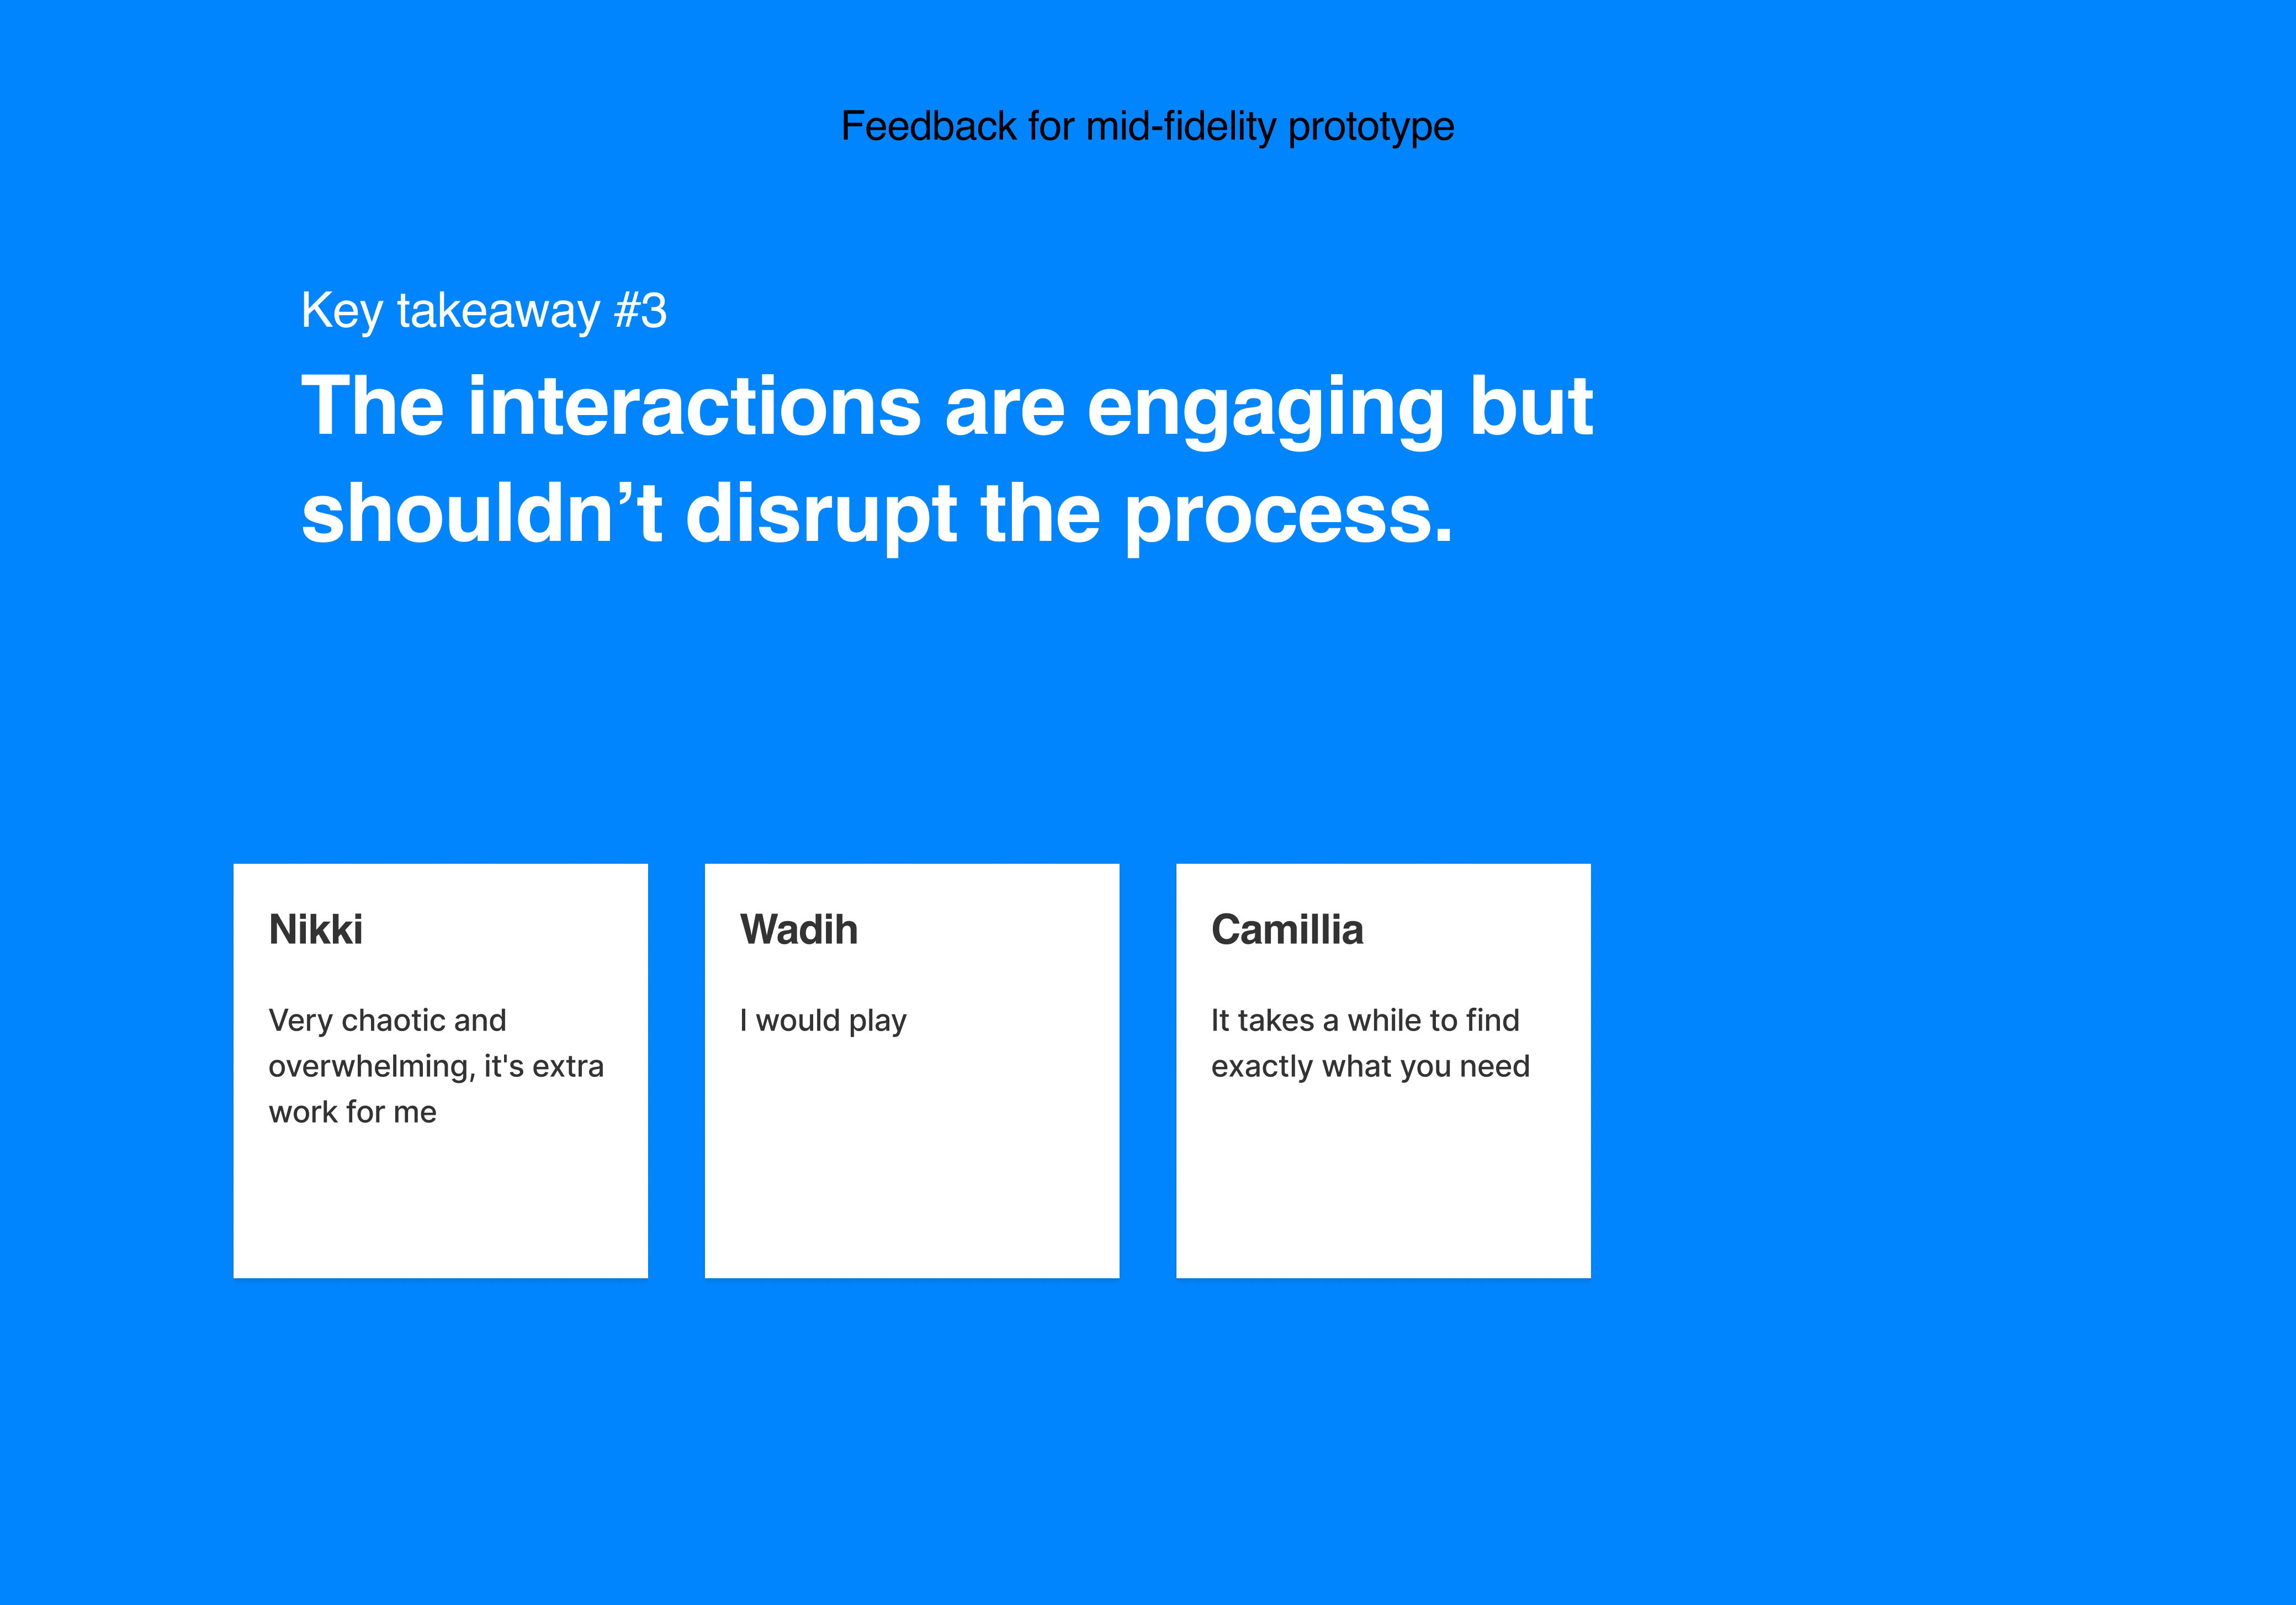 Feedback for mid-fidelity prototype
Key takeaway #3
The interactions are engaging but
shouldn’t disrupt the process.
Nikki
Very chaotic and
overwhelming, it's extra
work for me
Wadih
I would play
Camillia
It takes a while to find
exactly what you need